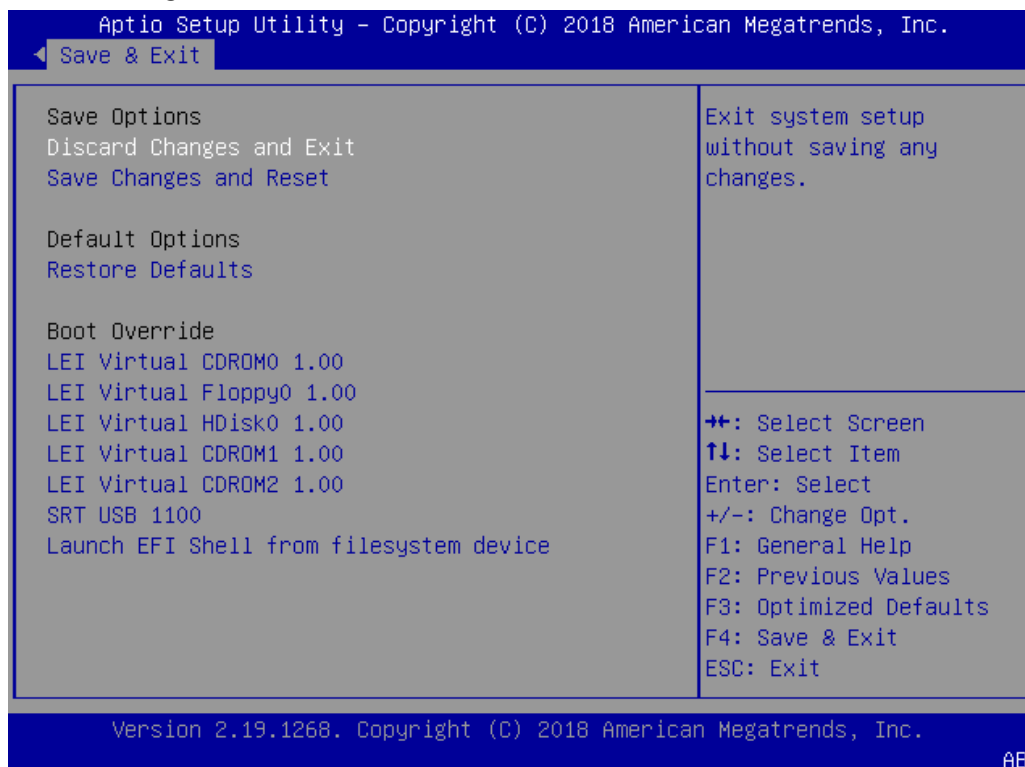 Aptio Setup Utility – Copyright (C) 2018 American Megatrends, Inc.
Save & Exit
Save Options
Discard Changes and Exit
Save Changes and Reset
Default Options
Restore Defaults
Boot Override
LEI Virtual CDROM0 1.00
LEI Virtual Floppy0 1.00
LEI Virtual HDisk0 1.00
LEI Virtual CDROM1 1.00
LEI Virtual CDROM2 1.00
SRT USB 1100
Launch EFI Shell from filesystem device
Exit system setup
without saving any
changes.
→←: Select Screen
↑↓: Select Item
Enter: Select
+/-: Change Opt.
F1: General Help
F2: Previous Values
F3: Optimized Defaults
F4: Save & Exit
ESC: Exit
Version 2.19.1268. Copyright (C) 2018 American Megatrends, Inc.